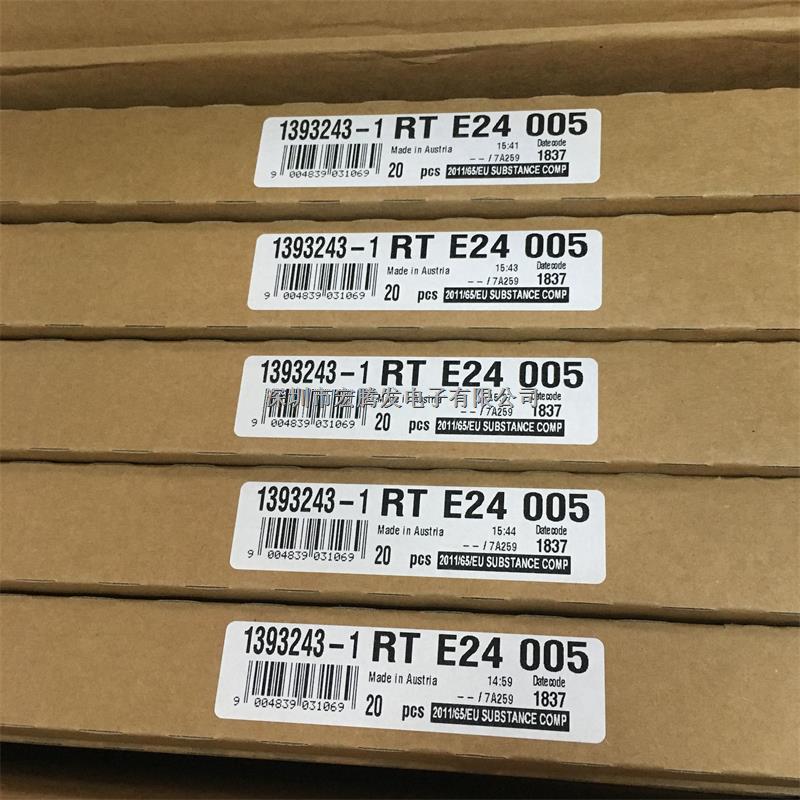 1393243-1 RT E24 005
Made in Austria 15:41 Datecode
--/7A259 1837
9 004839 031069 20 pcs 2011/65/EU SUBSTANCE COMP
1393243-1 RT E24 005
Made in Austria 15:43 Datecode
--/7A259 1837
9 004839 031069 20 pcs 2011/65/EU SUBSTANCE COMP
1393243-1 RT E24 005
深圳市宏腾发电子有限公司
Made in Austria
--/7A259 1837
9 004839 031069 20 pcs 2011/65/EU SUBSTANCE COMP
1393243-1 RT E24 005
Made in Austria 15:44 Datecode
--/7A259 1837
9 004839 031069 20 pcs 2011/65/EU SUBSTANCE COMP
1393243-1 RT E24 005
Made in Austria 14:59 Datecode
--/7A259 1837
9 004839 031069 20 pcs 2011/65/EU SUBSTANCE COMP